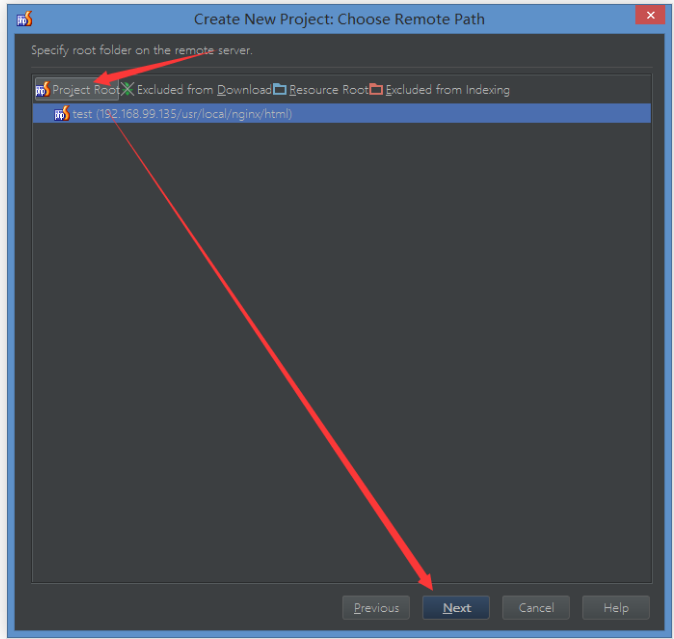 Create New Project: Choose Remote Path
Specify root folder on the remote server.
Project Root Excluded from Download Resource Root Excluded from Indexing
test (192.168.99.135/usr/local/nginx/html)
Previous Next Cancel Help